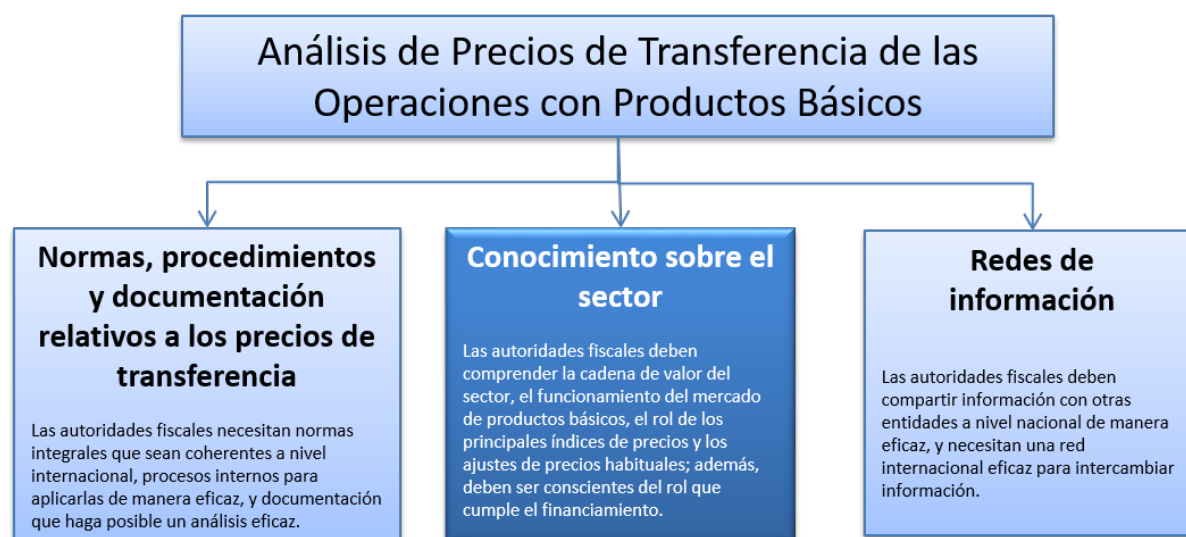 Análisis de Precios de Transferencia de las
Operaciones con Productos Básicos
Normas, procedimientos
y documentación
relativos a los precios de
transferencia
Las autoridades fiscales necesitan normas
integrales que sean coherentes a nivel
internacional, procesos internos para
aplicarlas de manera eficaz, y documentación
que haga posible un análisis eficaz.
Conocimiento sobre el
sector
Las autoridades fiscales deben
comprender la cadena de valor del
sector, el funcionamiento del mercado
de productos básicos, el rol de los
principales índices de precios y los
ajustes de precios habituales; además,
deben ser conscientes del rol que
cumple el financiamiento.
Redes de
información
Las autoridades fiscales deben
compartir información con otras
entidades a nivel nacional de manera
eficaz, y necesitan una red
internacional eficaz para intercambiar
información.